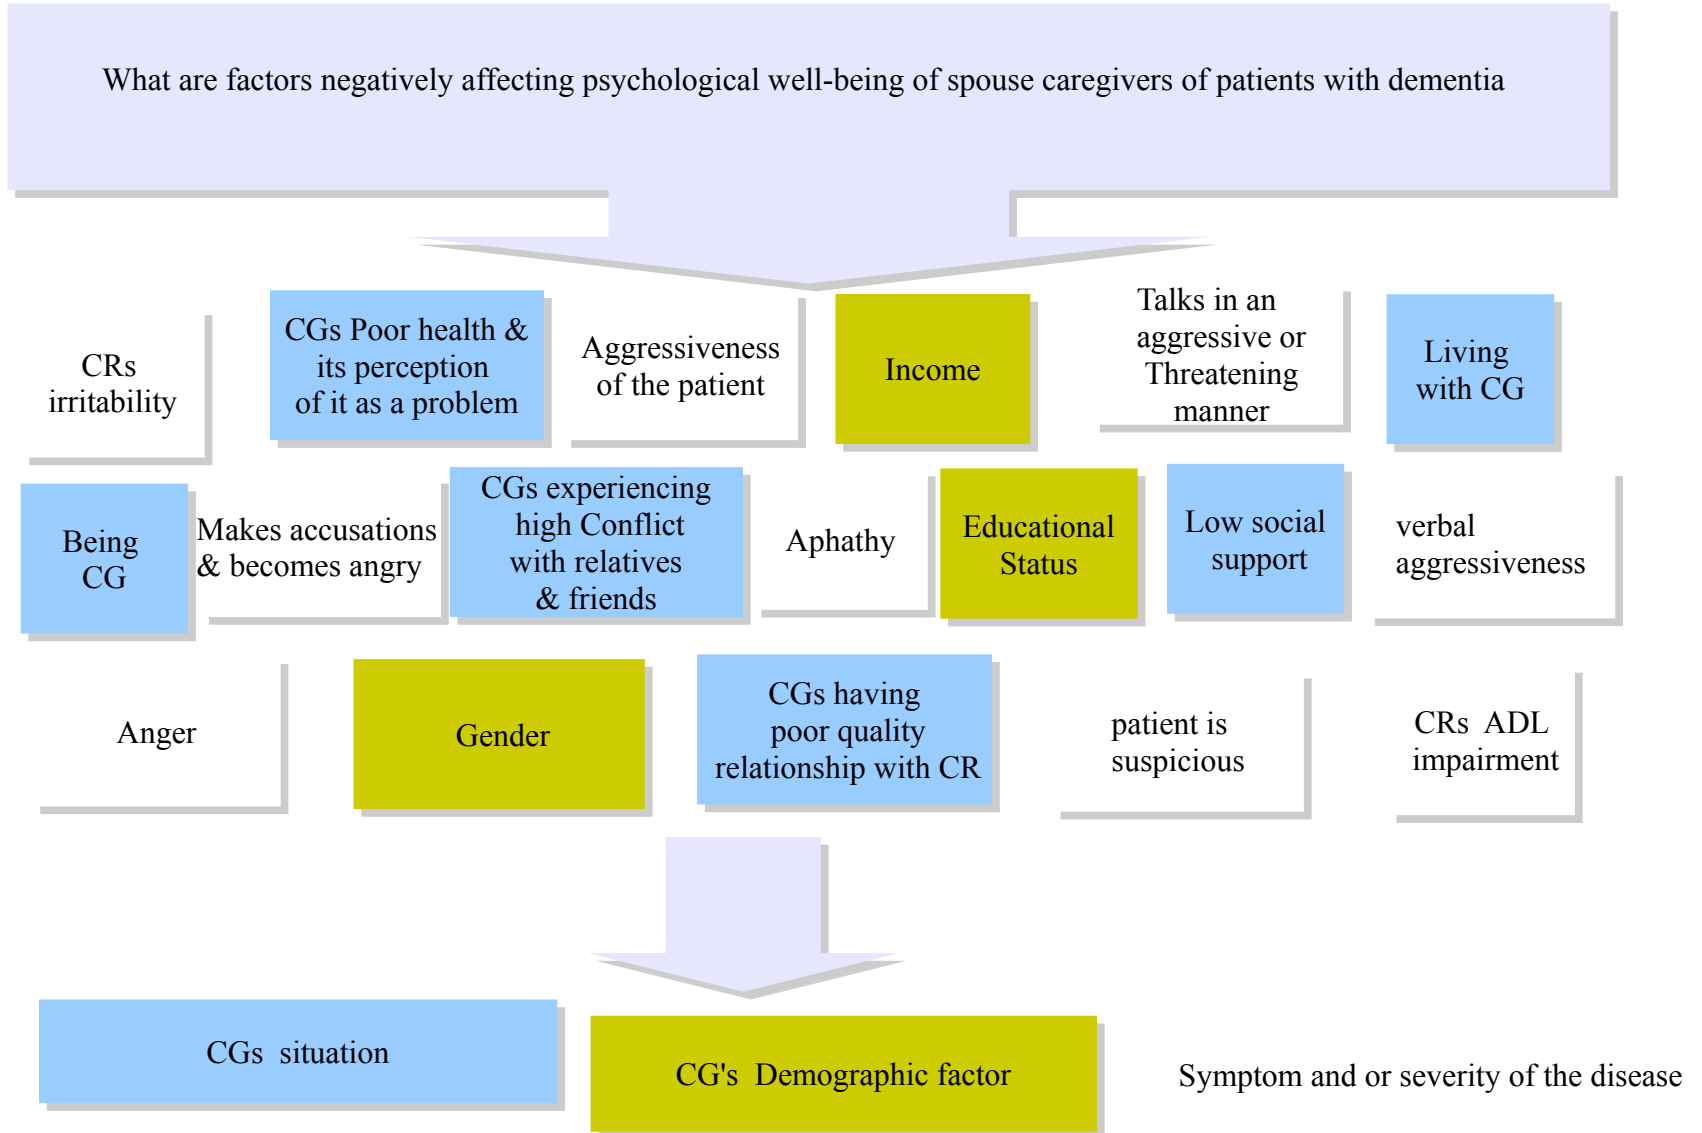 What are factors negatively affecting psychological well-being of spouse caregivers of patients with dementia
CRs
irritability
CGs Poor health &
its perception
of it as a problem
Aggressiveness
of the patient
Income
Talks in an
aggressive or
Threatening
manner
Living
with CG
Being
CG
Makes accusations
& becomes angry
CGs experiencing
high Conflict
with relatives
& friends
Aphathy
Educational
Status
Low social
support
verbal
aggressiveness
Anger
Gender
CGs having
poor quality
relationship with CR
patient is
suspicious
CRs ADL
impairment
CGs situation
CG's Demographic factor
Symptom and or severity of the disease